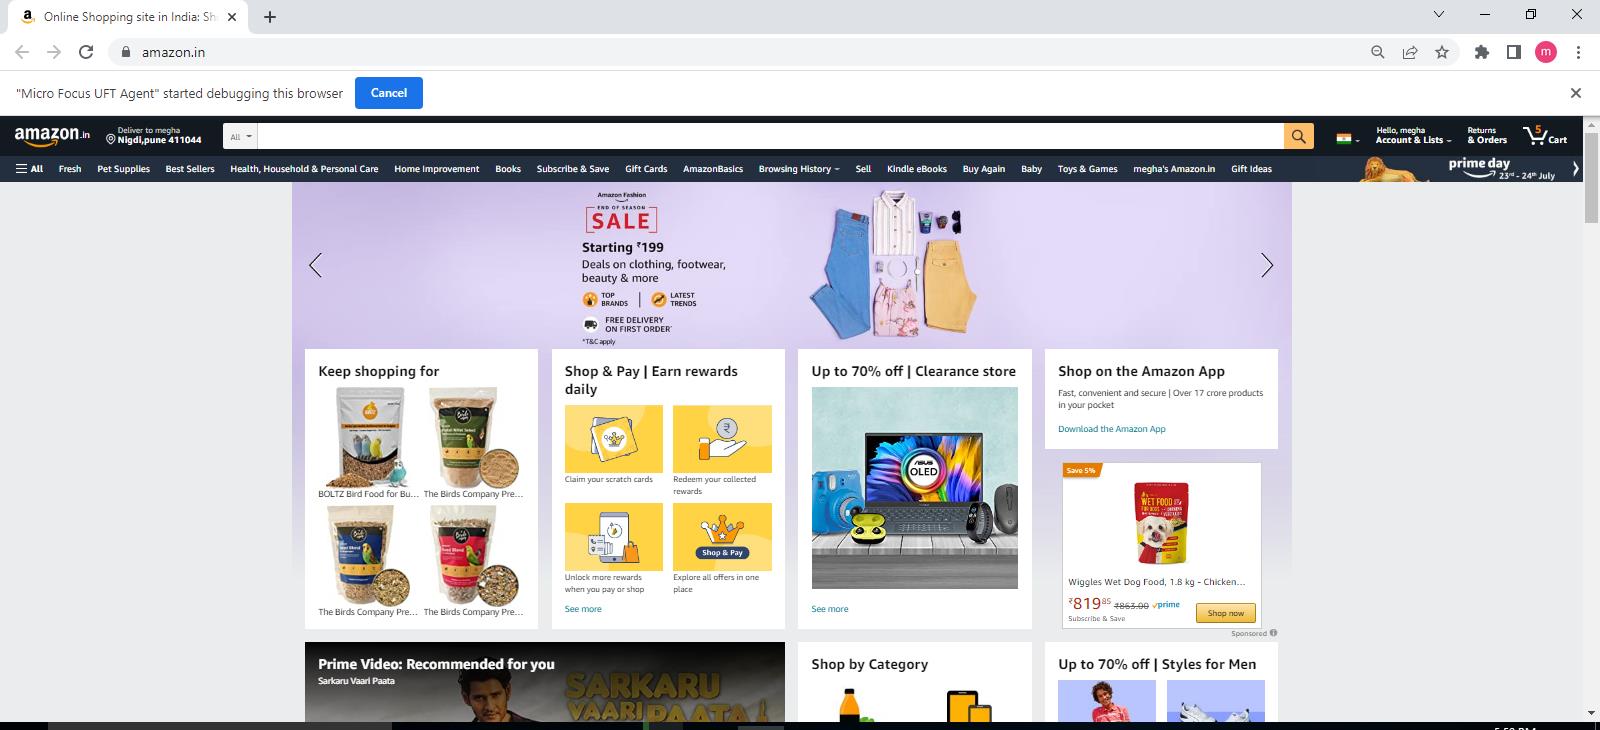 Online Shopping site in India: Sh
amazon.in
m
"Micro Focus UFT Agent" started debugging this browser
Cancel
amazon.in
Deliver to megha
Nigdi,pune 411044
All
Hello, megha
Account & Lists
Returns
& Orders
5
Cart
All
Fresh
Pet Supplies
Best Sellers
Health, Household & Personal Care
Home Improvement
Books
Subscribe & Save
Gift Cards
AmazonBasics
Browsing History
Sell
Kindle eBooks
Buy Again
Baby
Toys & Games
megha's Amazon.in
Gift Ideas
prime day
23rd - 24th July
Amazon Fashion
END OF SEASON
SALE
Starting ₹199
Deals on clothing, footwear,
beauty & more
TOP
BRANDS
LATEST
TRENDS
FREE DELIVERY
ON FIRST ORDER*
*T&C apply
Keep shopping for
BOLTZ Bird Food for Bu...
The Birds Company Pre...
The Birds Company Pre...
The Birds Company Pre...
Shop & Pay | Earn rewards
daily
Claim your scratch cards
Redeem your collected
rewards
Shop & Pay
Unlock more rewards
when you pay or shop
Explore all offers in one
place
See more
Up to 70% off | Clearance store
ASUS
OLED
See more
Shop on the Amazon App
Fast, convenient and secure | Over 17 crore products
in your pocket
Download the Amazon App
Save 5%
WET FOOD
FOR DOGS
Wiggles Wet Dog Food, 1.8 kg - Chicken...
₹819.85 ₹863.00 prime
Subscribe & Save
Shop now
Sponsored
Prime Video: Recommended for you
Sarkaru Vaari Paata
SARKARU
VAARI PAATA
Shop by Category
Up to 70% off | Styles for Men